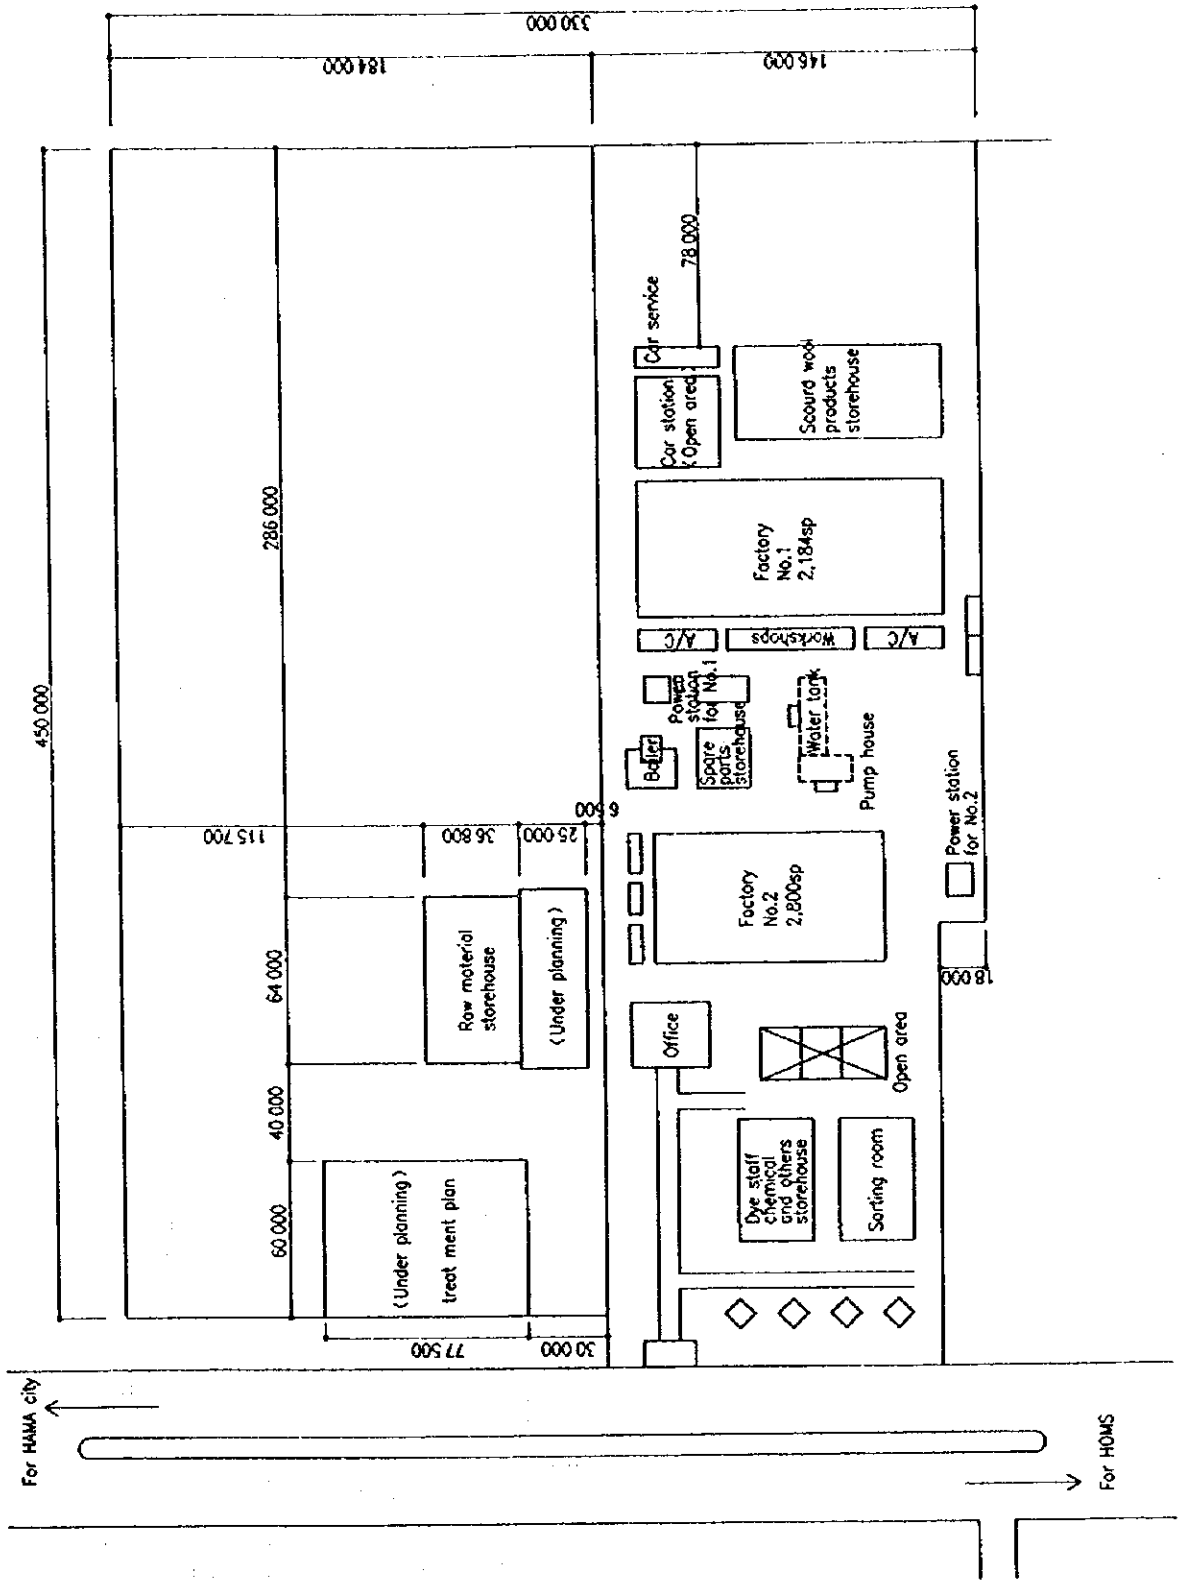 330 000
184 000
146 000
450 000
286 000
78 000
Car service
Car station
(Open area)
Scourd wool
products
storehouse
Factory
No.1
2,184sp
A/C
Workshops
A/C
Power
station
for No.1
Boiler
Spare
parts
storehouse
Water tank
Pump house
Power station
for No.2
6 500
115 700
36 800
25 000
64 000
Raw material
storehouse
(Under planning)
Factory
No.2
2,800sp
18 000
Office
Open area
40 000
60 000
(Under planning)
treat ment plan
Dye staff
chemical
and others
storehouse
Sorting room
77 500
30 000
For HAMA city
For HOMS